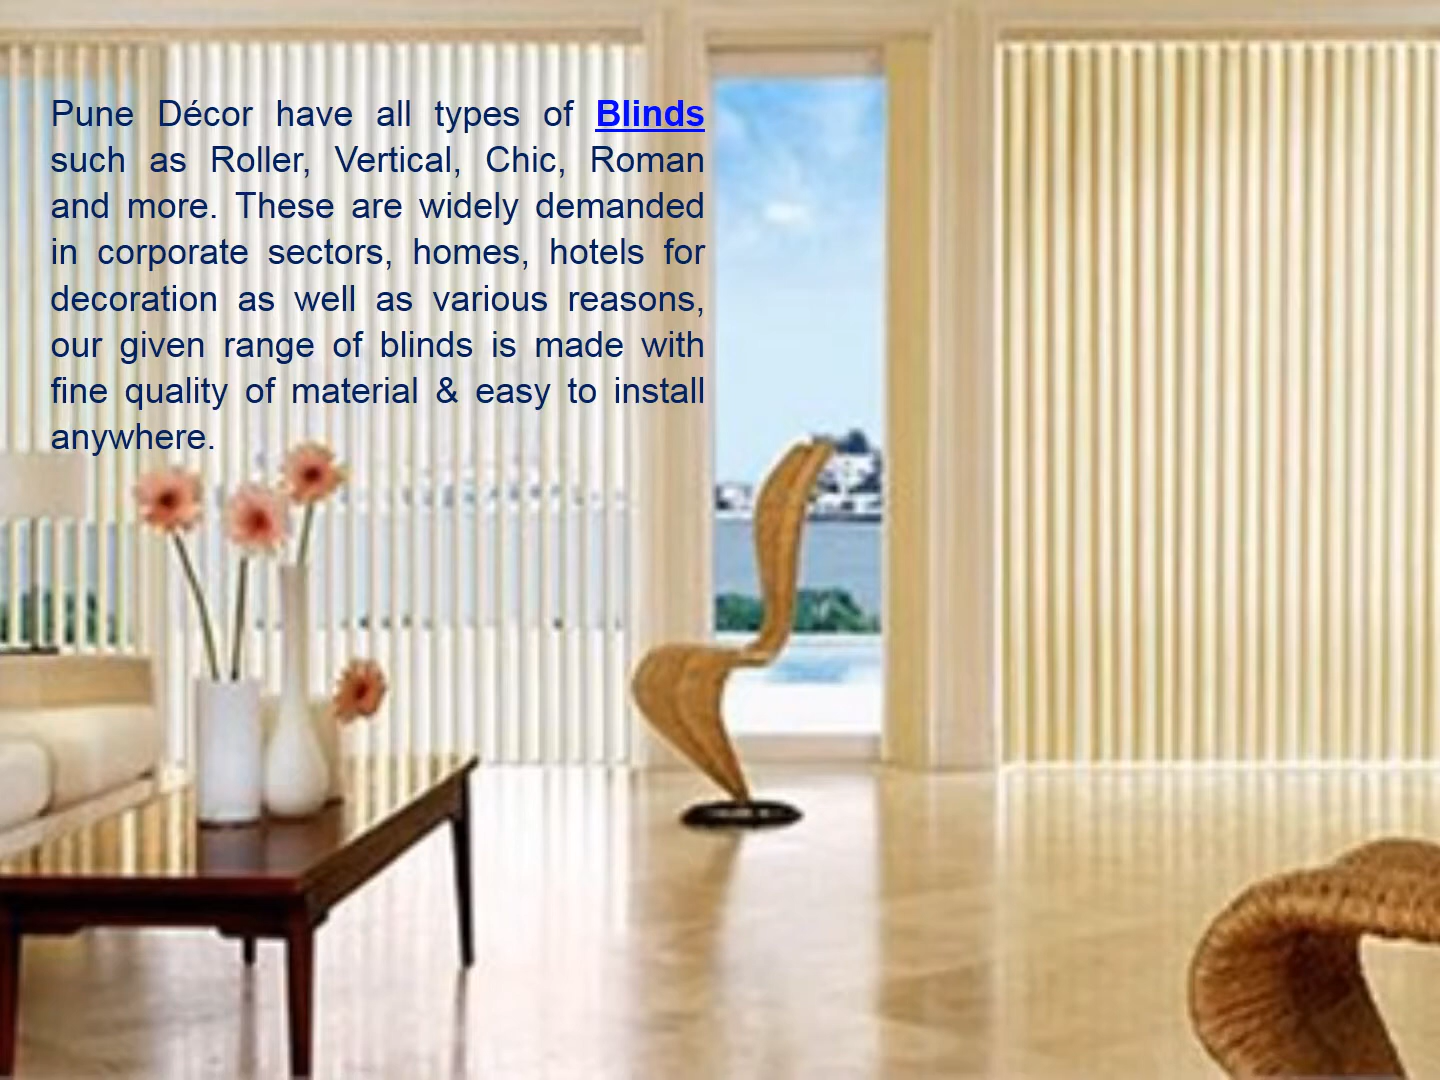 Pune Décor have all types of Blinds
such as Roller, Vertical, Chic, Roman
and more. These are widely demanded
in corporate sectors, homes, hotels for
decoration as well as various reasons,
our given range of blinds is made with
fine quality of material & easy to install
anywhere.